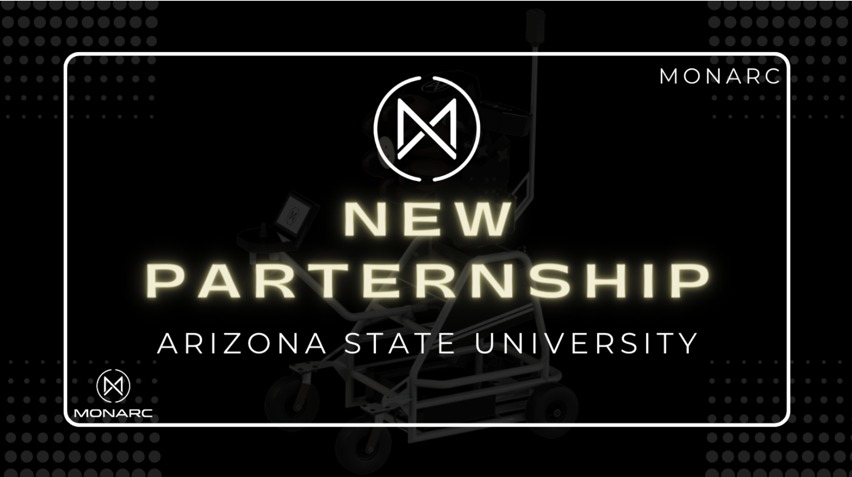 MONARC
NEW
PARTERNSHIP
ARIZONA STATE UNIVERSITY
MONARC